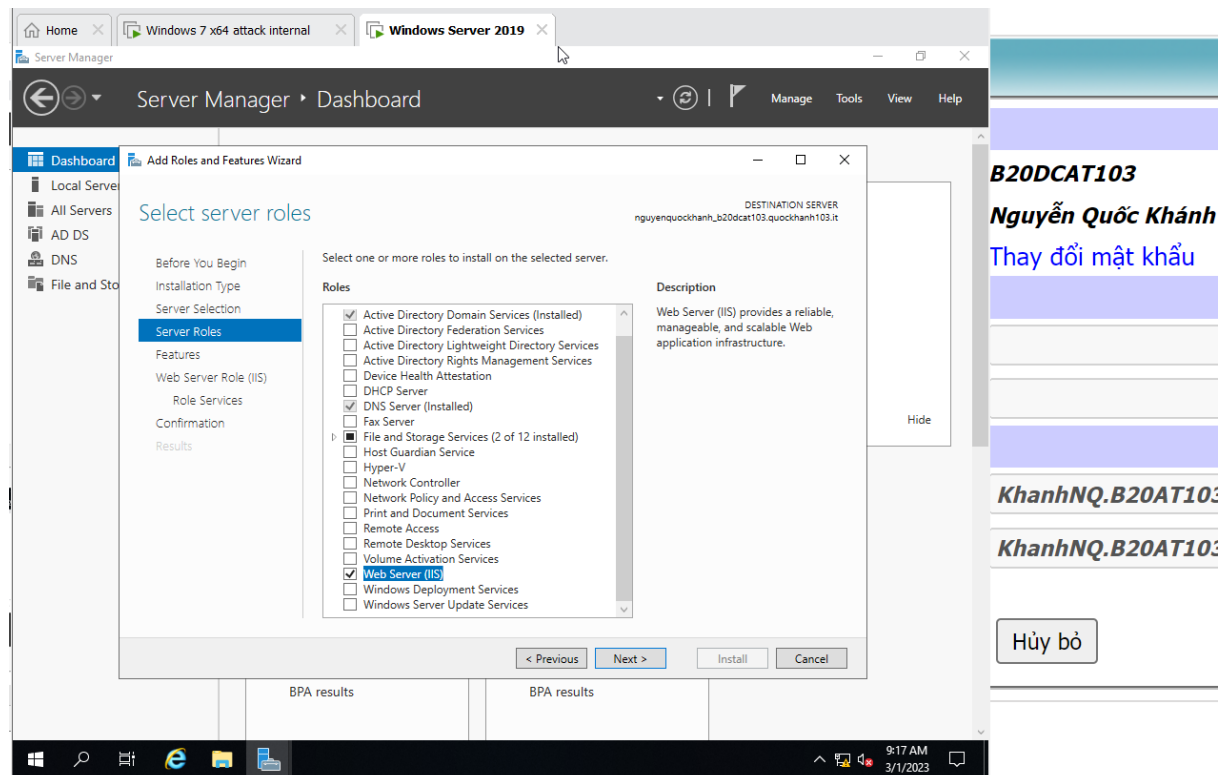 Home
Windows 7 x64 attack internal
Windows Server 2019
Server Manager
Server Manager
Dashboard
Manage
Tools
View
Help
Dashboard
Local Server
All Servers
AD DS
DNS
File and Sto
Add Roles and Features Wizard
Select server roles
DESTINATION SERVER
nguyenquockhanh_b20dcat103.quockhanh103.it
Before You Begin
Installation Type
Server Selection
Server Roles
Features
Web Server Role (IIS)
Role Services
Confirmation
Results
Select one or more roles to install on the selected server.
Roles
Active Directory Domain Services (Installed)
Active Directory Federation Services
Active Directory Lightweight Directory Services
Active Directory Rights Management Services
Device Health Attestation
DHCP Server
DNS Server (Installed)
Fax Server
File and Storage Services (2 of 12 installed)
Host Guardian Service
Hyper-V
Network Controller
Network Policy and Access Services
Print and Document Services
Remote Access
Remote Desktop Services
Volume Activation Services
Web Server (IIS)
Windows Deployment Services
Windows Server Update Services
Description
Web Server (IIS) provides a reliable,
manageable, and scalable Web
application infrastructure.
Hide
< Previous
Next >
Install
Cancel
BPA results
BPA results
9:17 AM
3/1/2023
B20DCAT103
Nguyễn Quốc Khánh
Thay đổi mật khẩu
KhanhNQ.B20AT103
KhanhNQ.B20AT103
Hủy bỏ